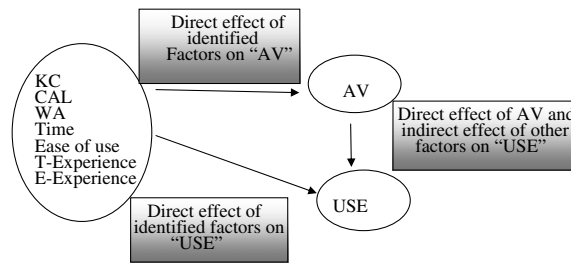 Direct effect of
identified
Factors on “AV”
KC
CAL
WA
Time
Ease of use
T-Experience
E-Experience
AV
Direct effect of AV and
indirect effect of other
factors on “USE”
USE
Direct effect of
identified factors on
“USE”